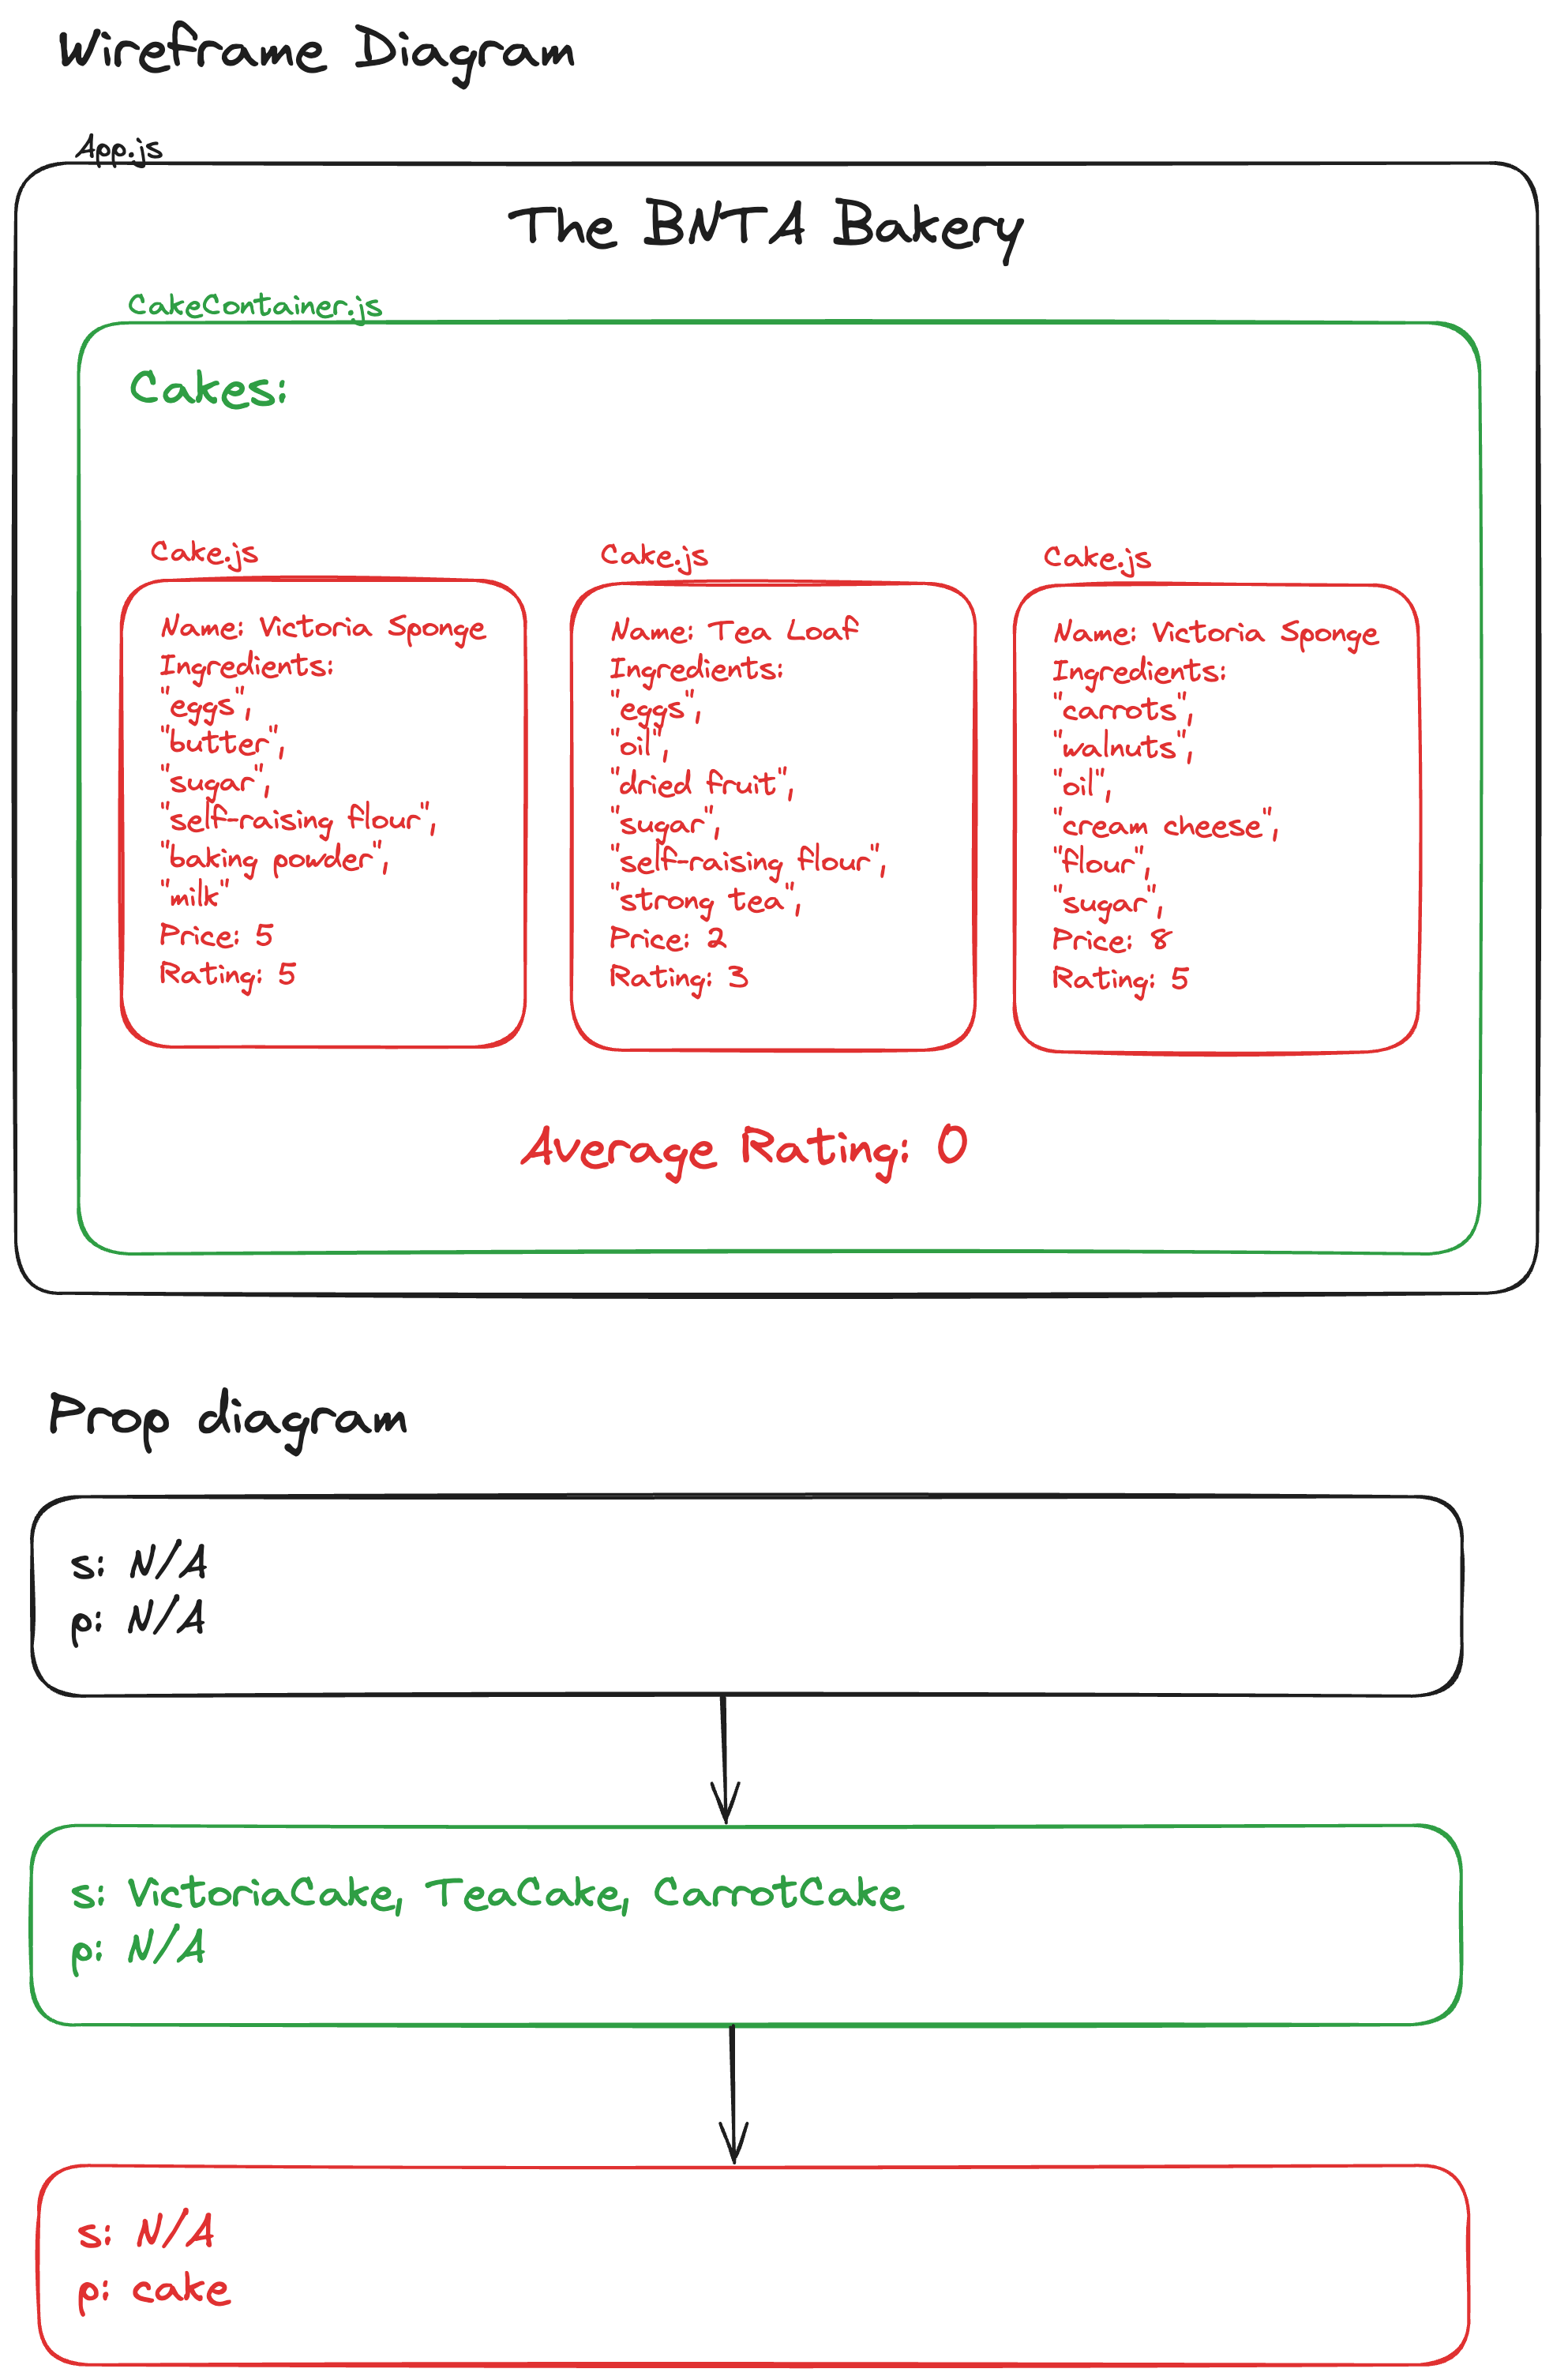 Wireframe Diagram
App.js
The BNTA Bakery
CakeContainer.js
Cakes:
Cake.js
Name: Victoria Sponge
Ingredients:
"eggs",
"butter",
"sugar",
"self-raising flour",
"baking powder",
"milk"
Price: 5
Rating: 5
Cake.js
Name: Tea Loaf
Ingredients:
"eggs",
"oil",
"dried fruit",
"sugar",
"self-raising flour",
"strong tea",
Price: 2
Rating: 3
Cake.js
Name: Victoria Sponge
Ingredients:
"carrots",
"walnuts",
"oil",
"cream cheese",
"flour",
"sugar",
Price: 8
Rating: 5
Average Rating: 0
Prop diagram
s: N/A
p: N/A
s: VictoriaCake, TeaCake, CarrotCake
p: N/A
s: N/A
p: cake